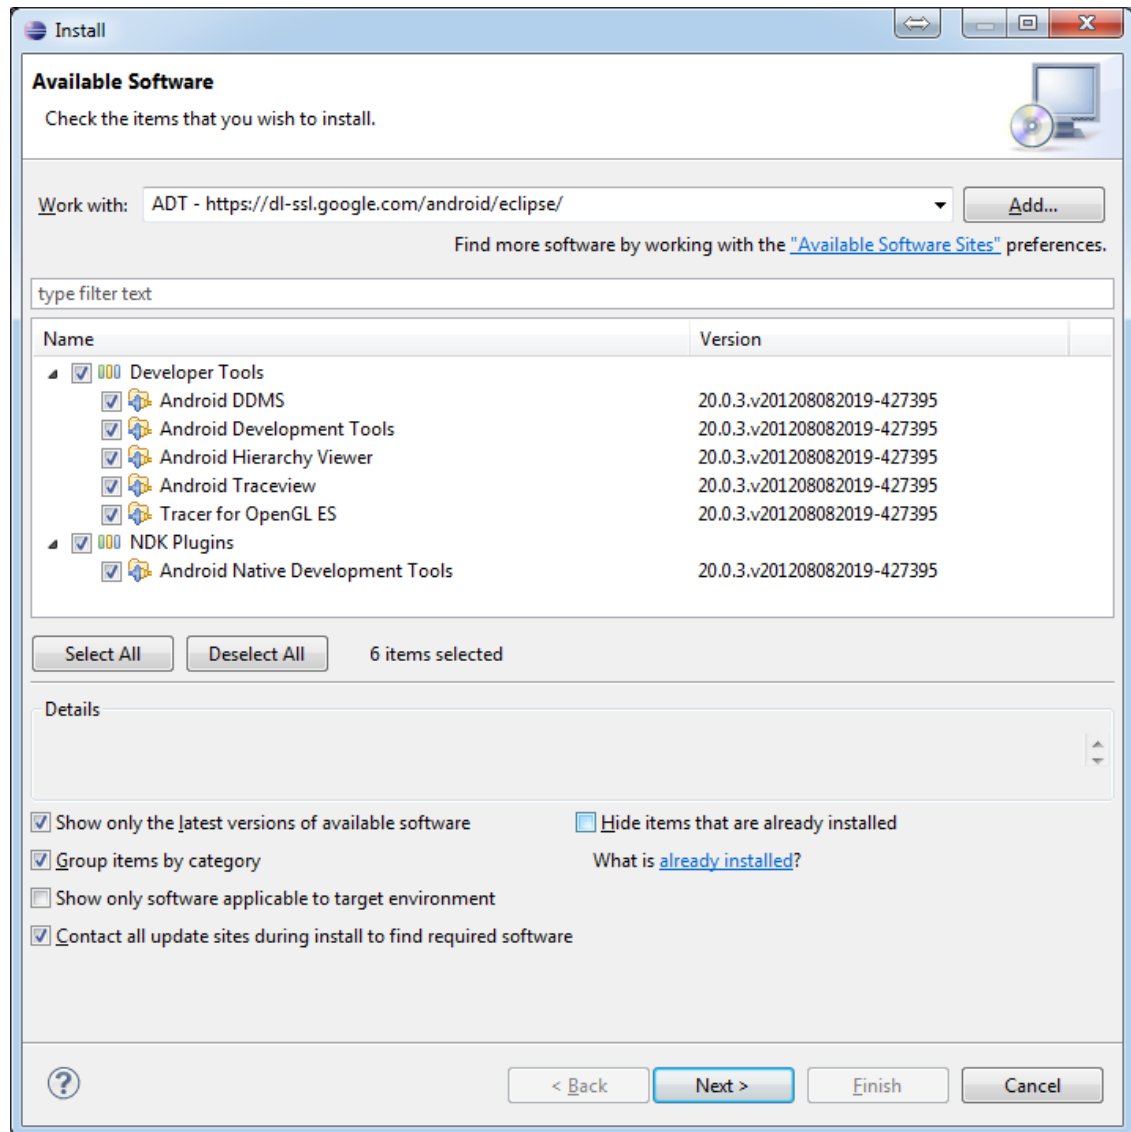 Install
Available Software
Check the items that you wish to install.
Work with: ADT - https://dl-ssl.google.com/android/eclipse/ Add...
Find more software by working with the "Available Software Sites" preferences.
type filter text
Name Version
Developer Tools
Android DDMS 20.0.3.v201208082019-427395
Android Development Tools 20.0.3.v201208082019-427395
Android Hierarchy Viewer 20.0.3.v201208082019-427395
Android Traceview 20.0.3.v201208082019-427395
Tracer for OpenGL ES 20.0.3.v201208082019-427395
NDK Plugins
Android Native Development Tools 20.0.3.v201208082019-427395
Select All Deselect All 6 items selected
Details
Show only the latest versions of available software Hide items that are already installed
Group items by category What is already installed?
Show only software applicable to target environment
Contact all update sites during install to find required software
? < Back Next > Finish Cancel